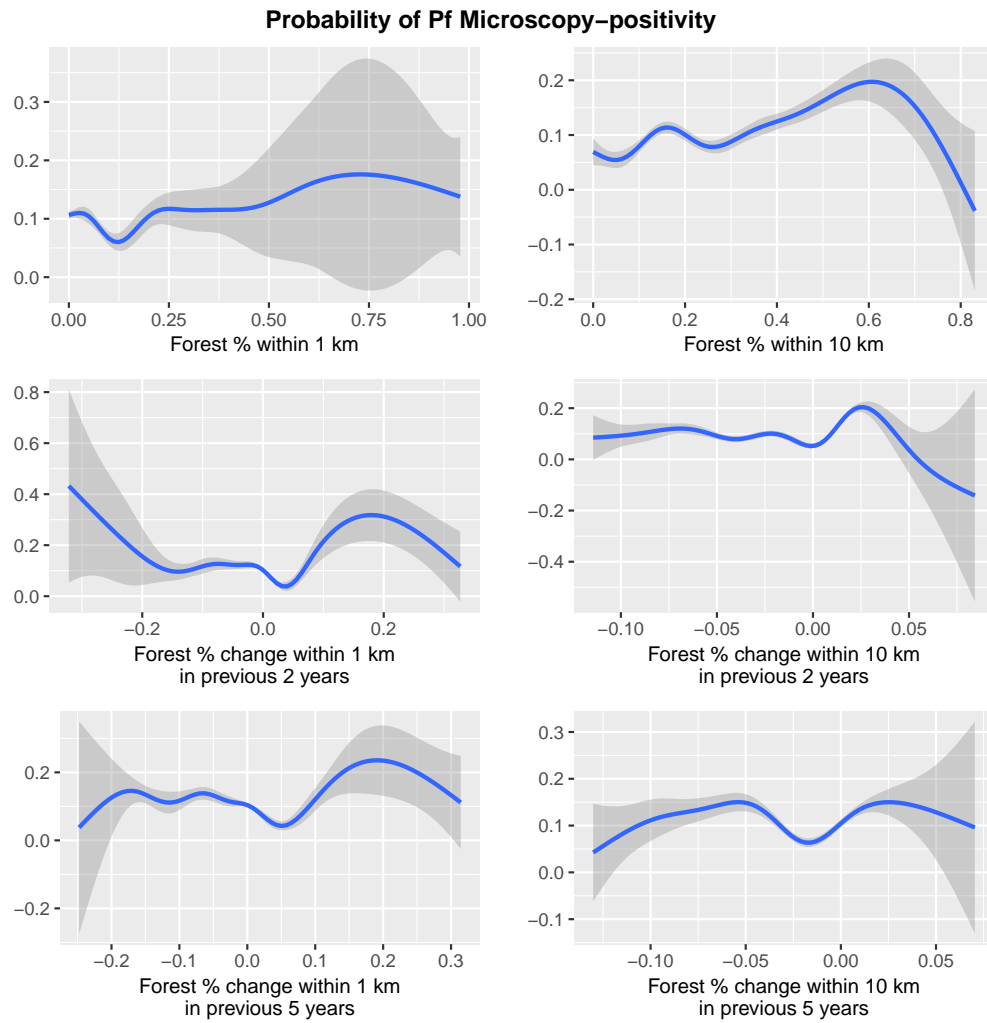 Probability of Pf Microscopy−positivity
0.3
0.2
0.1
0.0
0.00 0.25 0.50 0.75 1.00
Forest % within 1 km
0.2
0.1
0.0
−0.1
−0.2
0.0 0.2 0.4 0.6 0.8
Forest % within 10 km
0.8
0.6
0.4
0.2
0.0
−0.2 0.0 0.2
Forest % change within 1 km
in previous 2 years
0.2
0.0
−0.2
−0.4
−0.10 −0.05 0.00 0.05
Forest % change within 10 km
in previous 2 years
0.2
0.0
−0.2
−0.2 −0.1 0.0 0.1 0.2 0.3
Forest % change within 1 km
in previous 5 years
0.3
0.2
0.1
0.0
−0.1
−0.10 −0.05 0.00 0.05
Forest % change within 10 km
in previous 5 years